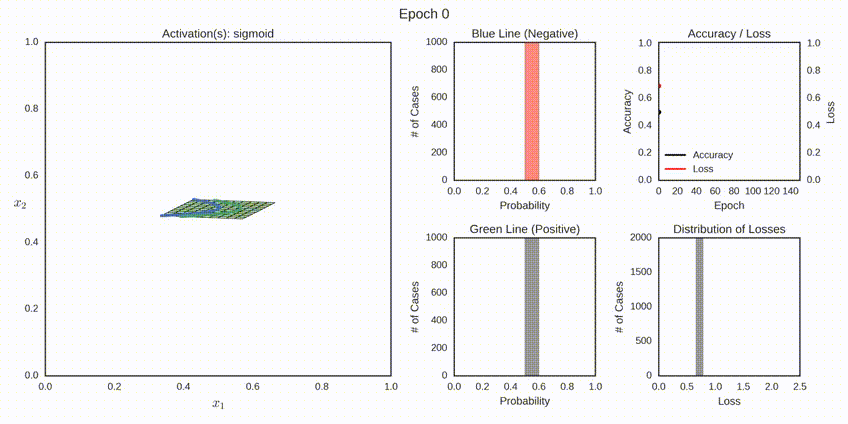 Epoch 0
Activation(s): sigmoid
1.0
0.8
0.6
x2
0.4
0.2
0.0
0.0 0.2 0.4 0.6 0.8 1.0
x1
Blue Line (Negative)
1000
800
600
400
200
0
# of Cases
0.0 0.2 0.4 0.6 0.8 1.0
Probability
Accuracy / Loss
1.0
0.8
0.6
0.4
0.2
0.0
Accuracy
1.0
0.8
0.6
0.4
0.2
0.0
Loss
Accuracy
Loss
0 20 40 60 80 100 120 140
Epoch
Green Line (Positive)
1000
800
600
400
200
0
# of Cases
0.0 0.2 0.4 0.6 0.8 1.0
Probability
Distribution of Losses
2000
1500
1000
500
0
# of Cases
0.0 0.5 1.0 1.5 2.0 2.5
Loss